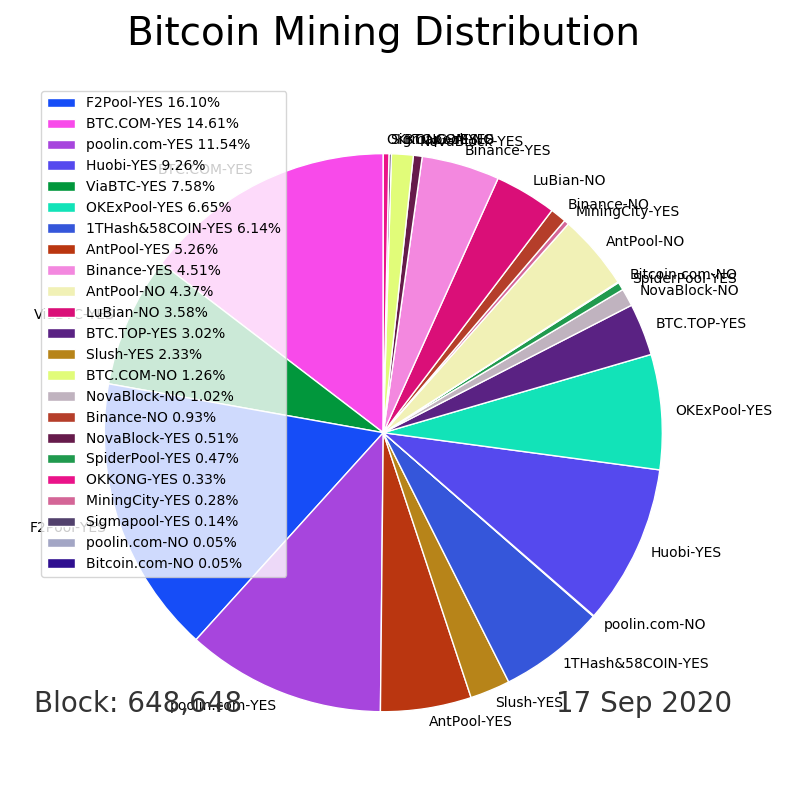 Bitcoin Mining Distribution
F2Pool-YES 16.10%
BTC.COM-YES 14.61%
poolin.com-YES 11.54%
Huobi-YES 9.26%
ViaBTC-YES 7.58%
OKExPool-YES 6.65%
1THash&58COIN-YES 6.14%
AntPool-YES 5.26%
Binance-YES 4.51%
AntPool-NO 4.37%
LuBian-NO 3.58%
BTC.TOP-YES 3.02%
Slush-YES 2.33%
BTC.COM-NO 1.26%
NovaBlock-NO 1.02%
Binance-NO 0.93%
NovaBlock-YES 0.51%
SpiderPool-YES 0.47%
OKKONG-YES 0.33%
MiningCity-YES 0.28%
Sigmapool-YES 0.14%
poolin.com-NO 0.05%
Bitcoin.com-NO 0.05%
BTC.COM-YES
F2Pool-YES
poolin.com-YES
AntPool-YES
Slush-YES
1THash&58COIN-YES
poolin.com-NO
Huobi-YES
OKExPool-YES
BTC.TOP-YES
NovaBlock-NO
SpiderPool-YES
Bitcoin.com-NO
AntPool-NO
MiningCity-YES
Binance-NO
LuBian-NO
Binance-YES
NovaBlock-YES
Block: 648,648
17 Sep 2020